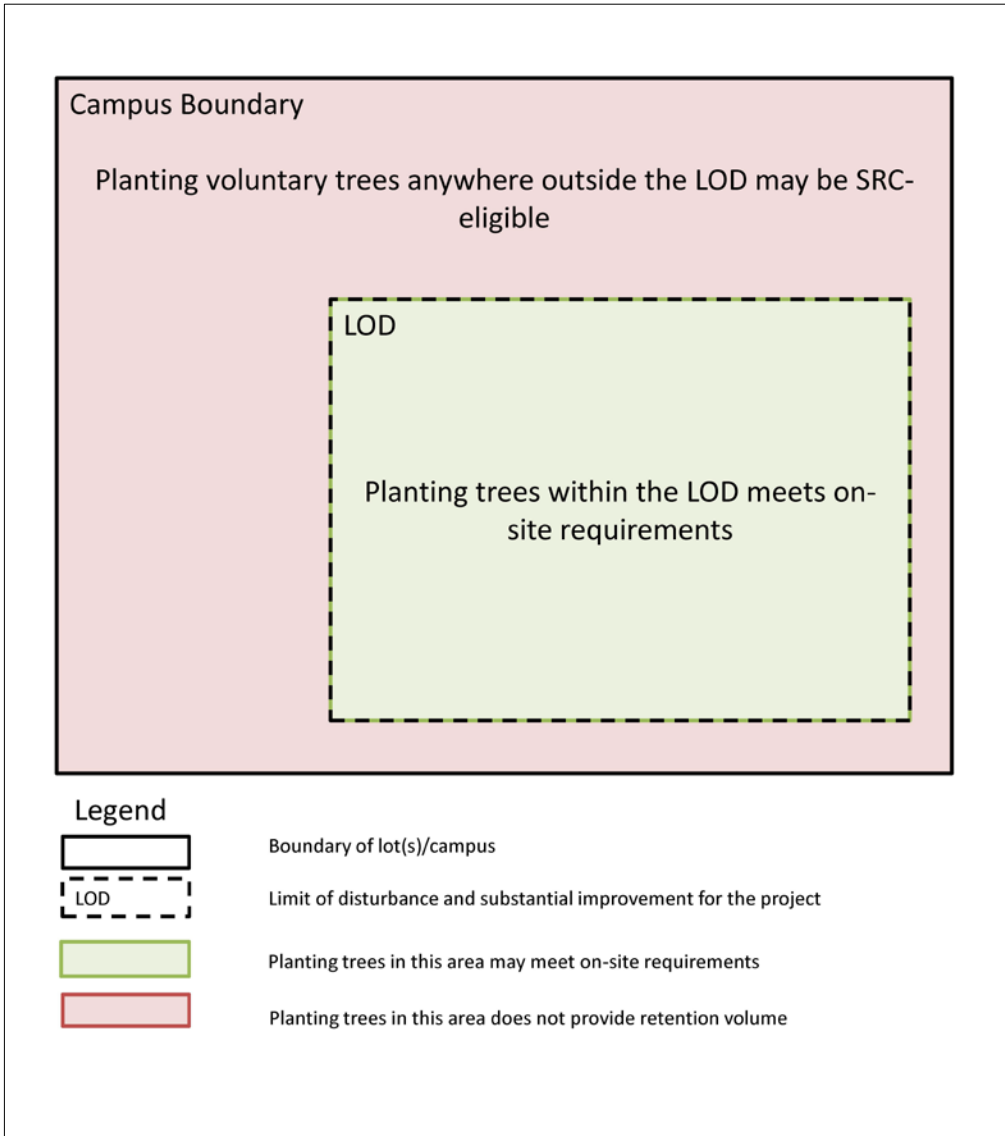 Campus Boundary
Planting voluntary trees anywhere outside the LOD may be SRC-
eligible
LOD
Planting trees within the LOD meets on-
site requirements
Legend
Boundary of lot(s)/campus
LOD
Limit of disturbance and substantial improvement for the project
Planting trees in this area may meet on-site requirements
Planting trees in this area does not provide retention volume